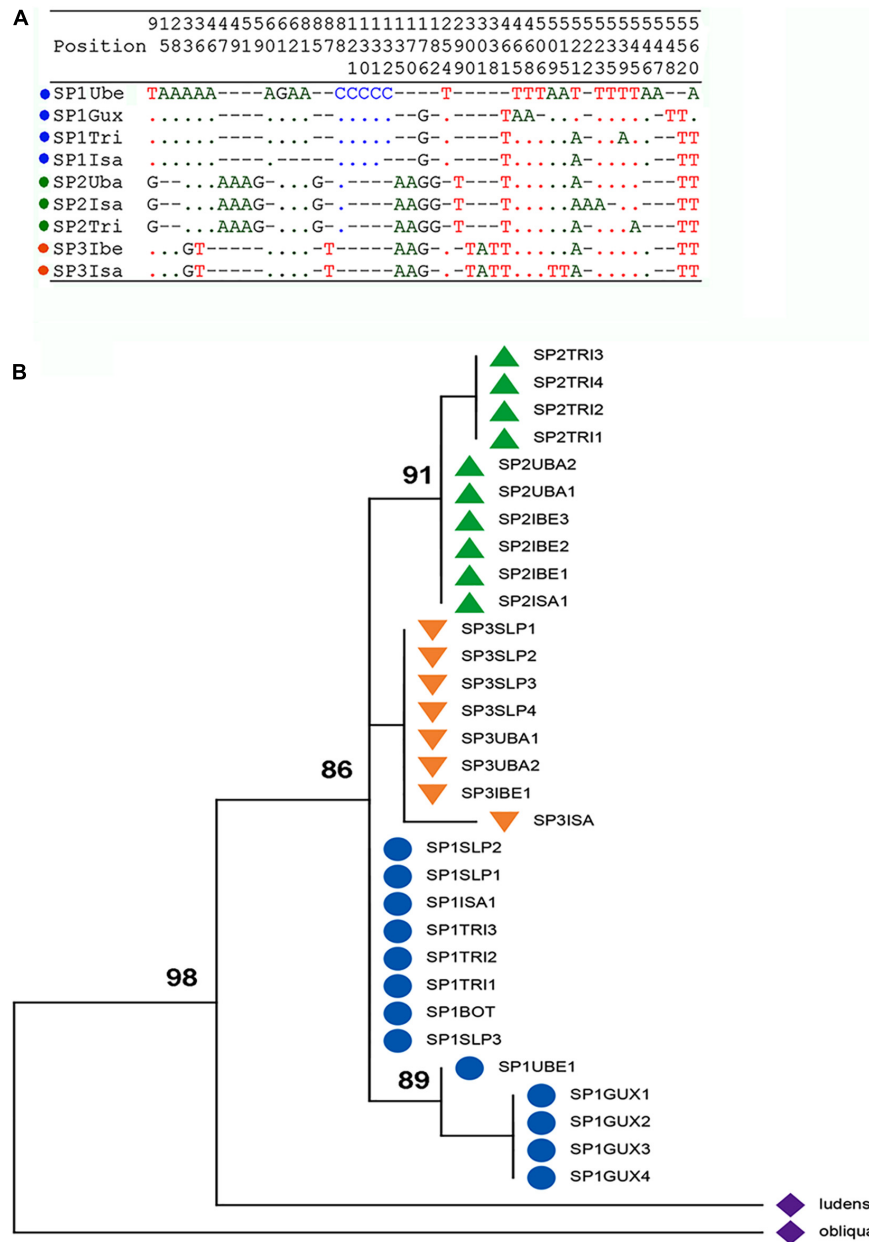 A
Position
SP1Ube TAAAAA----AGAA--CCCCC----T-----TTTAAT-TTTTAA--A
SP1Gux ......----....--.....--G-.----TAA....-......TT.
SP1Tri ......----....--.....--G-.----T.....A-..A...-TT
SP1Isa ......----.-----.....--G-.----T.....A-......-TT
SP2Uba G--...AAAG....G-.----AAGG-T---T.....A-......-TT
SP2Isa G--...AAAG....G-.----AAGG-T---T.....AAA-....-TT
SP2Tri G--...AAAG....G-.----AAGG-T---T.....A-...A..-TT
SP3Ibe ...GT-----....-T-----AAG-.-TATT.....A-......-TT
SP3Isa ...GT-----....-T-----AAG-.-TATT...TTA-......-TT
B
SP2TRI3
SP2TRI4
SP2TRI2
SP2TRI1
91
SP2UBA2
SP2UBA1
SP2IBE3
SP2IBE2
SP2IBE1
SP2ISA1
SP3SLP1
SP3SLP2
SP3SLP3
SP3SLP4
SP3UBA1
SP3UBA2
86
SP3IBE1
SP3ISA
SP1SLP2
SP1SLP1
SP1ISA1
SP1TRI3
SP1TRI2
98
SP1TRI1
SP1BOT
SP1SLP3
SP1UBE1
89
SP1GUX1
SP1GUX2
SP1GUX3
SP1GUX4
ludens
obliqua